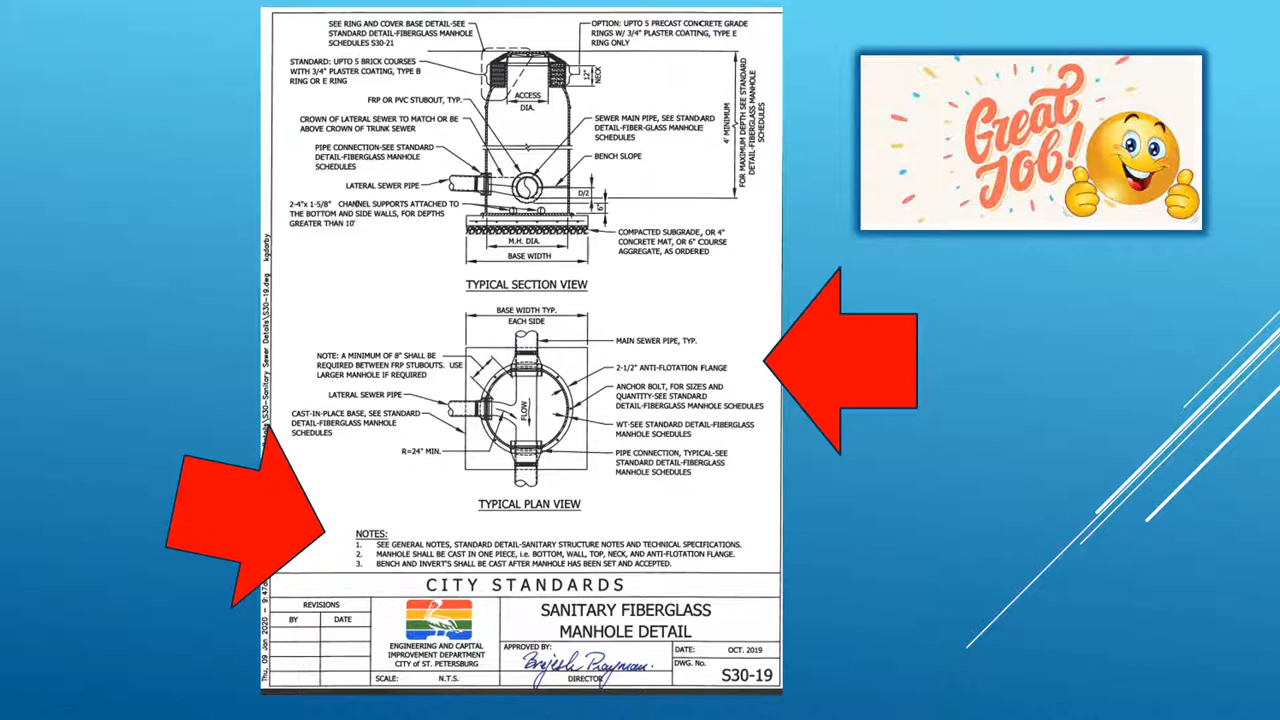 SEE RING AND COVER BASE DETAIL-SEE
STANDARD DETAIL-FIBERGLASS MANHOLE
SCHEDULES S30-21
OPTION: UPTO 5 PRECAST CONCRETE GRADE
RINGS W/ 3/4" PLASTER COATING, TYPE E
RING ONLY
STANDARD: UPTO 5 BRICK COURSES
WITH 3/4" PLASTER COATING, TYPE B
RING OR E RING
12"
NECK
ACCESS
DIA.
FRP OR PVC STUBOUT, TYP.
CROWN OF LATERAL SEWER TO MATCH OR BE
ABOVE CROWN OF TRUNK SEWER
SEWER MAIN PIPE, SEE STANDARD
DETAIL-FIBER-GLASS MANHOLE
SCHEDULES
4' MINIMUM
FOR MAXIMUM DEPTH SEE STANDARD
DETAIL-FIBERGLASS MANHOLE
SCHEDULES
PIPE CONNECTION-SEE STANDARD
DETAIL-FIBERGLASS MANHOLE
SCHEDULES
BENCH SLOPE
LATERAL SEWER PIPE
D/2
6"
2-4"x 1-5/8" CHANNEL SUPPORTS ATTACHED TO
THE BOTTOM AND SIDE WALLS, FOR DEPTHS
GREATER THAN 10'
COMPACTED SUBGRADE, OR 4"
CONCRETE MAT, OR 6" COURSE
AGGREGATE, AS ORDERED
M.H. DIA.
BASE WIDTH
TYPICAL SECTION VIEW
BASE WIDTH TYP.
EACH SIDE
MAIN SEWER PIPE, TYP.
NOTE: A MINIMUM OF 8" SHALL BE
REQUIRED BETWEEN FRP STUBOUTS. USE
LARGER MANHOLE IF REQUIRED
2-1/2" ANTI-FLOTATION FLANGE
ANCHOR BOLT, FOR SIZES AND
QUANTITY-SEE STANDARD
DETAIL-FIBERGLASS MANHOLE SCHEDULES
LATERAL SEWER PIPE
CAST-IN-PLACE BASE, SEE STANDARD
DETAIL-FIBERGLASS MANHOLE
SCHEDULES
FLOW
WT-SEE STANDARD DETAIL-FIBERGLASS
MANHOLE SCHEDULES
R=24" MIN.
PIPE CONNECTION, TYPICAL-SEE
STANDARD DETAIL-FIBERGLASS
MANHOLE SCHEDULES
TYPICAL PLAN VIEW
NOTES:
1. SEE GENERAL NOTES, STANDARD DETAIL-SANITARY STRUCTURE NOTES AND TECHNICAL SPECIFICATIONS.
2. MANHOLE SHALL BE CAST IN ONE PIECE, i.e. BOTTOM, WALL, TOP, NECK, AND ANTI-FLOTATION FLANGE.
3. BENCH AND INVERT'S SHALL BE CAST AFTER MANHOLE HAS BEEN SET AND ACCEPTED.
CITY STANDARDS
REVISIONS
BY DATE
ENGINEERING AND CAPITAL
IMPROVEMENT DEPARTMENT
CITY of ST. PETERSBURG
SCALE: N.T.S.
SANITARY FIBERGLASS
MANHOLE DETAIL
APPROVED BY:
DIRECTOR
DATE: OCT. 2019
DWG. No.
S30-19
Thu, 09 Jan 2020 - 9:47
Details\S30-Sanitary Sewer Details\S30-19.dwg kgdarby
Great
Job!